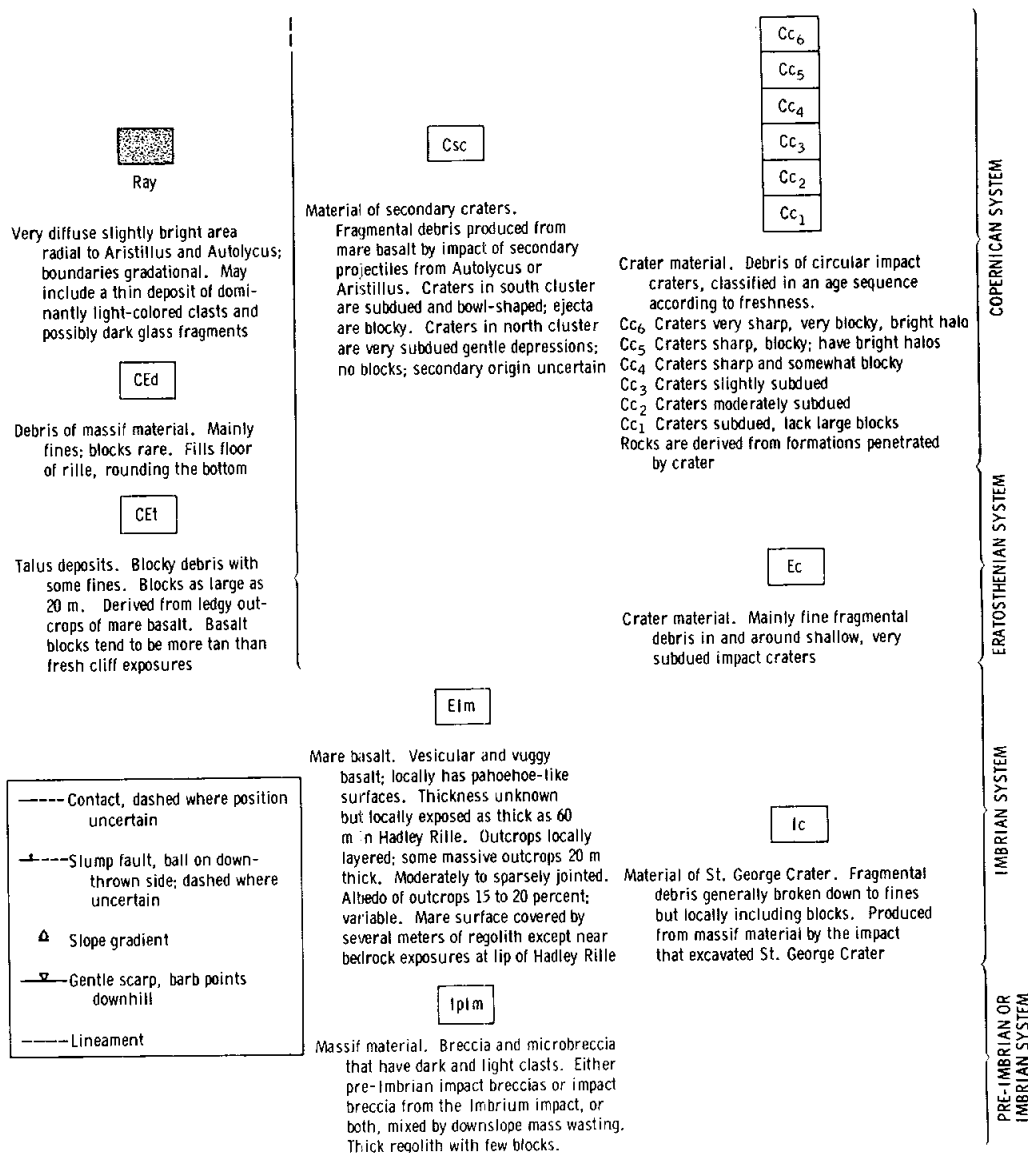 Ray
Very diffuse slightly bright area
radial to Aristillus and Autolycus;
boundaries gradational. May
include a thin deposit of domi-
nantly light-colored clasts and
possibly dark glass fragments
CEd
Debris of massif material. Mainly
fines; blocks rare. Fills floor
of rille, rounding the bottom
CEt
Talus deposits. Blocky debris with
some fines. Blocks as large as
20 m. Derived from ledgy out-
crops of mare basalt. Basalt
blocks tend to be more tan than
fresh cliff exposures
Contact, dashed where position
uncertain
Slump fault, ball on down-
thrown side; dashed where
uncertain
Slope gradient
Gentle scarp, barb points
downhill
Lineament
Csc
Material of secondary craters.
Fragmental debris produced from
mare basalt by impact of secondary
projectiles from Autolycus or
Aristillus. Craters in south cluster
are subdued and bowl-shaped; ejecta
are blocky. Craters in north cluster
are very subdued gentle depressions;
no blocks; secondary origin uncertain
EIm
Mare basalt. Vesicular and vuggy
basalt; locally has pahoehoe-like
surfaces. Thickness unknown
but locally exposed as thick as 60
m in Hadley Rille. Outcrops locally
layered; some massive outcrops 20 m
thick. Moderately to sparsely jointed.
Albedo of outcrops 15 to 20 percent;
variable. Mare surface covered by
several meters of regolith except near
bedrock exposures at lip of Hadley Rille
IpIm
Massif material. Breccia and microbreccia
that have dark and light clasts. Either
pre-Imbrian impact breccias or impact
breccia from the Imbrium impact, or
both, mixed by downslope mass wasting.
Thick regolith with few blocks.
Cc6
Cc5
Cc4
Cc3
Cc2
Cc1
Crater material. Debris of circular impact
craters, classified in an age sequence
according to freshness.
Cc6 Craters very sharp, very blocky, bright halo
Cc5 Craters sharp, blocky; have bright halos
Cc4 Craters sharp and somewhat blocky
Cc3 Craters slightly subdued
Cc2 Craters moderately subdued
Cc1 Craters subdued, lack large blocks
Rocks are derived from formations penetrated
by crater
Ec
Crater material. Mainly fine fragmental
debris in and around shallow, very
subdued impact craters
Ic
Material of St. George Crater. Fragmental
debris generally broken down to fines
but locally including blocks. Produced
from massif material by the impact
that excavated St. George Crater
COPERNICAN SYSTEM
ERATOSTHENIAN SYSTEM
IMBRIAN SYSTEM
PRE-IMBRIAN OR
IMBRIAN SYSTEM